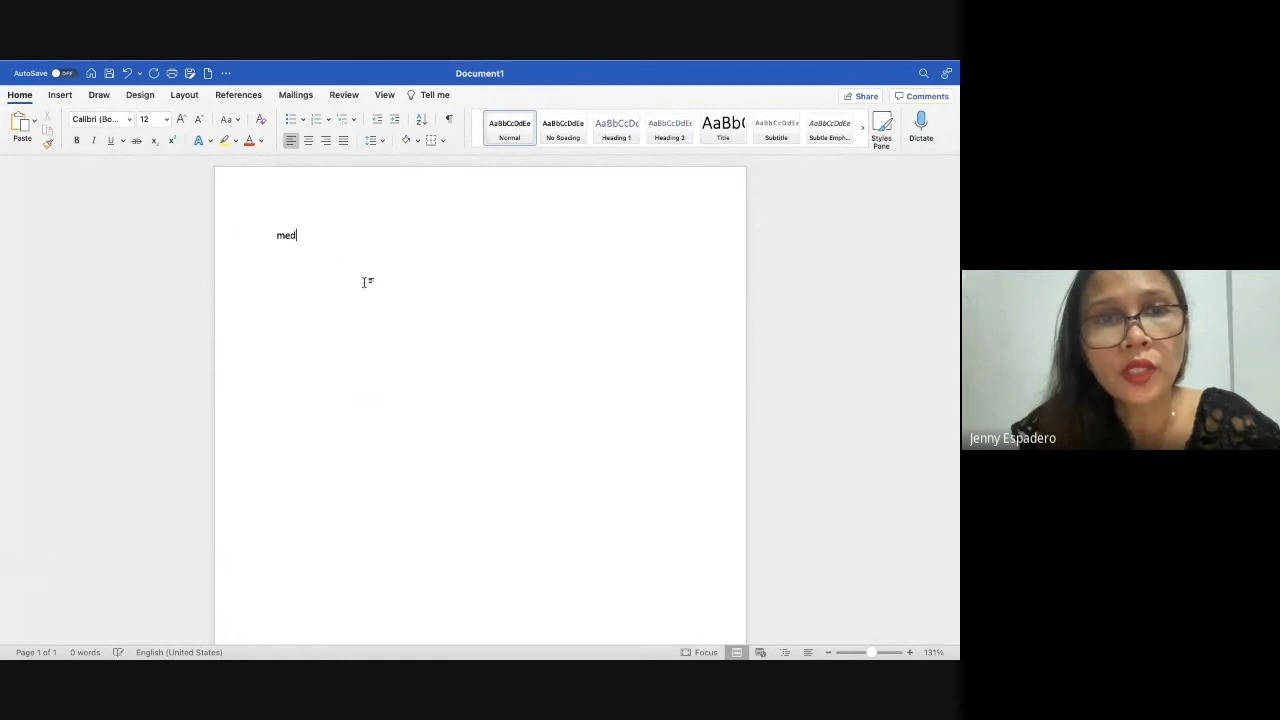 AutoSave OFF
Document1
Home Insert Draw Design Layout References Mailings Review View Tell me
Share Comments
Paste
Calibri (Bo... 12
AaBbCcDdEe AaBbCcDdEe AaBbCcDc AaBbCcDdEe AaBb( AaBbCcDdEe AaBbCcDdEe
Normal No Spacing Heading 1 Heading 2 Title Subtitle Subtle Emph...
Styles Pane
Dictate
med
Jenny Espadero
Page 1 of 1 0 words English (United States) Focus 131%